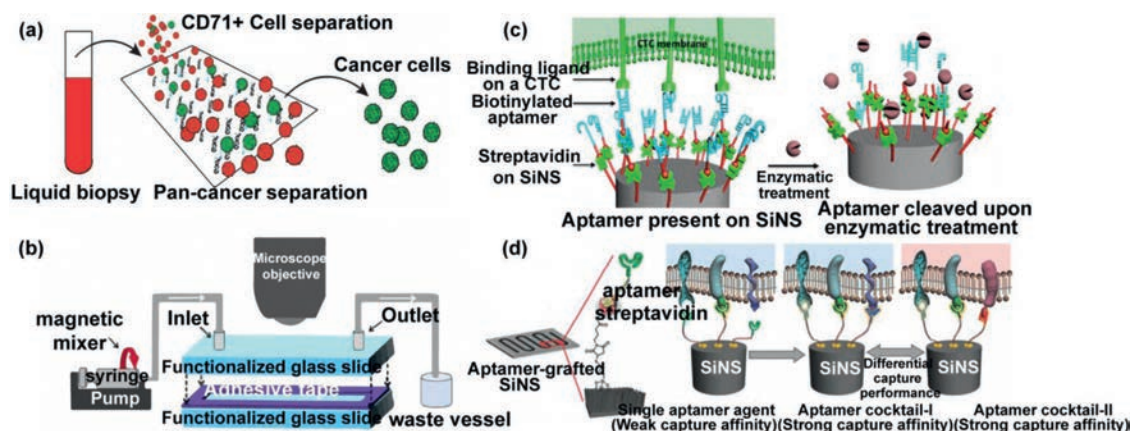 (a)
CD71+ Cell separation
Cancer cells
Liquid biopsy
Pan-cancer separation
(b)
Microscope
objective
magnetic
mixer
Inlet
Outlet
Functionalized glass slide
syringe
Adhesive tape
Pump
Functionalized glass slide
waste vessel
(c)
CTC membrane
Binding ligand
on a CTC
Biotinylated
aptamer
Streptavidin
on SiNS
Enzymatic
treatment
Aptamer present on SiNS
Aptamer cleaved upon
enzymatic treatment
(d)
aptamer
streptavidin
Aptamer-grafted
SiNS
SiNS
SiNS
SiNS
Differential
capture
performance
Single aptamer agent
(Weak capture affinity)
Aptamer cocktail-I
(Strong capture affinity)
Aptamer cocktail-II
(Strong capture affinity)